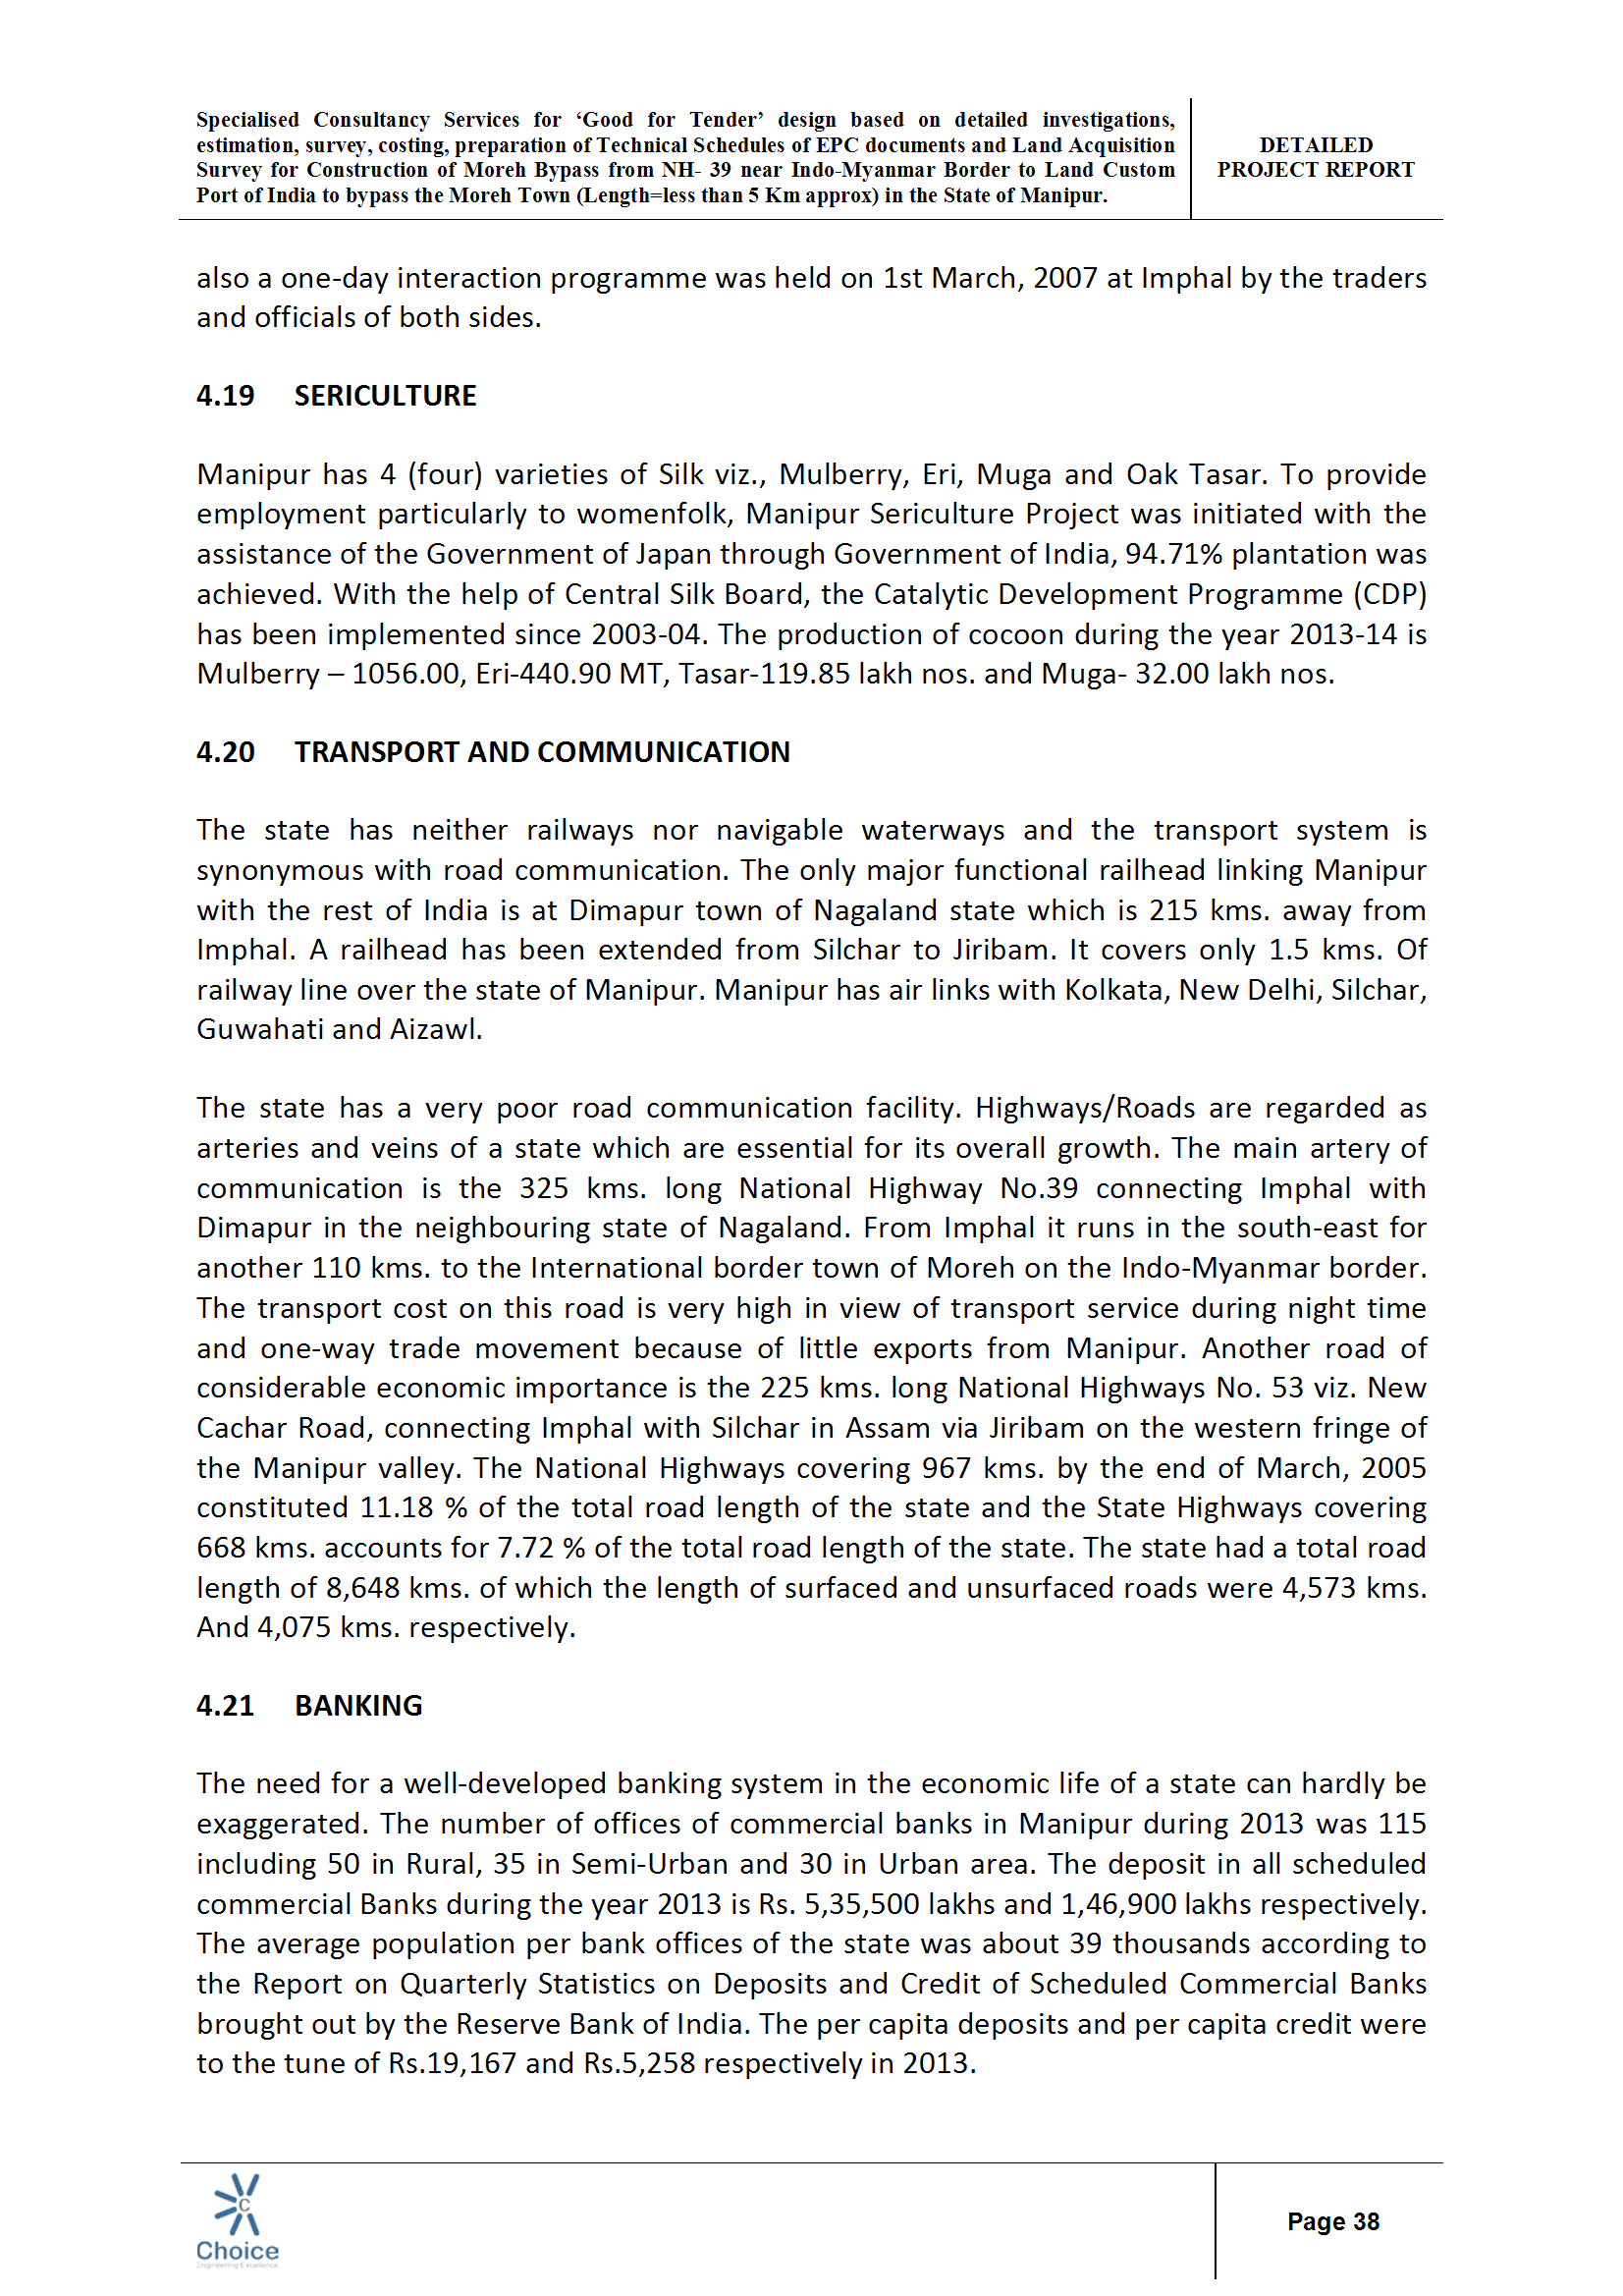 Specialised Consultancy Services for ‘Good for Tender’ design based on detailed investigations,
estimation, survey, costing, preparation of Technical Schedules of EPC documents and Land Acquisition
Survey for Construction of Moreh Bypass from NH- 39 near Indo-Myanmar Border to Land Custom
Port of India to bypass the Moreh Town (Length=less than 5 Km approx) in the State of Manipur.
DETAILED
PROJECT REPORT
also a one-day interaction programme was held on 1st March, 2007 at Imphal by the traders
and officials of both sides.
4.19 SERICULTURE
Manipur has 4 (four) varieties of Silk viz., Mulberry, Eri, Muga and Oak Tasar. To provide
employment particularly to womenfolk, Manipur Sericulture Project was initiated with the
assistance of the Government of Japan through Government of India, 94.71% plantation was
achieved. With the help of Central Silk Board, the Catalytic Development Programme (CDP)
has been implemented since 2003-04. The production of cocoon during the year 2013-14 is
Mulberry – 1056.00, Eri-440.90 MT, Tasar-119.85 lakh nos. and Muga- 32.00 lakh nos.
4.20 TRANSPORT AND COMMUNICATION
The state has neither railways nor navigable waterways and the transport system is
synonymous with road communication. The only major functional railhead linking Manipur
with the rest of India is at Dimapur town of Nagaland state which is 215 kms. away from
Imphal. A railhead has been extended from Silchar to Jiribam. It covers only 1.5 kms. Of
railway line over the state of Manipur. Manipur has air links with Kolkata, New Delhi, Silchar,
Guwahati and Aizawl.
The state has a very poor road communication facility. Highways/Roads are regarded as
arteries and veins of a state which are essential for its overall growth. The main artery of
communication is the 325 kms. long National Highway No.39 connecting Imphal with
Dimapur in the neighbouring state of Nagaland. From Imphal it runs in the south-east for
another 110 kms. to the International border town of Moreh on the Indo-Myanmar border.
The transport cost on this road is very high in view of transport service during night time
and one-way trade movement because of little exports from Manipur. Another road of
considerable economic importance is the 225 kms. long National Highways No. 53 viz. New
Cachar Road, connecting Imphal with Silchar in Assam via Jiribam on the western fringe of
the Manipur valley. The National Highways covering 967 kms. by the end of March, 2005
constituted 11.18 % of the total road length of the state and the State Highways covering
668 kms. accounts for 7.72 % of the total road length of the state. The state had a total road
length of 8,648 kms. of which the length of surfaced and unsurfaced roads were 4,573 kms.
And 4,075 kms. respectively.
4.21 BANKING
The need for a well-developed banking system in the economic life of a state can hardly be
exaggerated. The number of offices of commercial banks in Manipur during 2013 was 115
including 50 in Rural, 35 in Semi-Urban and 30 in Urban area. The deposit in all scheduled
commercial Banks during the year 2013 is Rs. 5,35,500 lakhs and 1,46,900 lakhs respectively.
The average population per bank offices of the state was about 39 thousands according to
the Report on Quarterly Statistics on Deposits and Credit of Scheduled Commercial Banks
brought out by the Reserve Bank of India. The per capita deposits and per capita credit were
to the tune of Rs.19,167 and Rs.5,258 respectively in 2013.
C
Choice
Engineering Excellence
Page 38